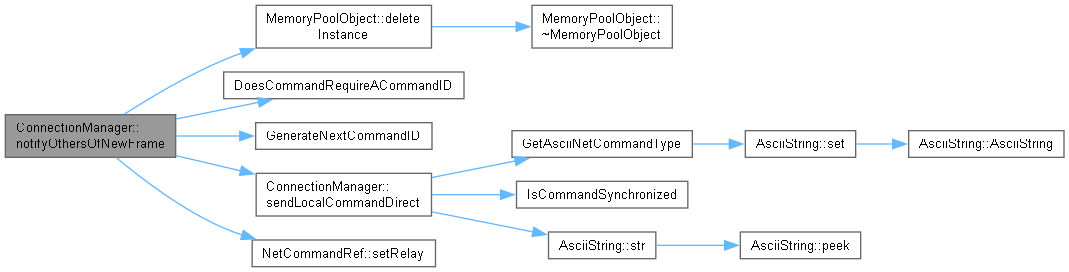 MemoryPoolObject::delete
Instance
MemoryPoolObject::
~MemoryPoolObject
DoesCommandRequireACommandID
ConnectionManager::
notifyOthersOfNewFrame
GenerateNextCommandID
GetAsciiNetCommandType
AsciiString::set
AsciiString::AsciiString
ConnectionManager::
sendLocalCommandDirect
IsCommandSynchronized
AsciiString::str
AsciiString::peek
NetCommandRef::setRelay